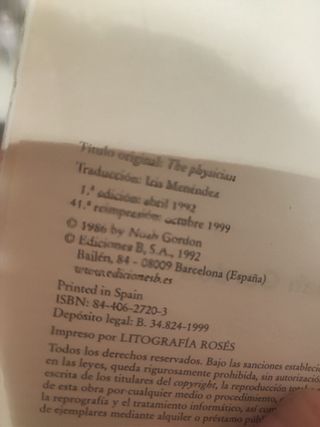 Título original: The physician
Traducción: Iris Menéndez
1.ª edición: abril 1992
41.ª reimpresión: octubre 1999
© 1986 by Noah Gordon
© Ediciones B, S.A., 1992
Bailén, 84 - 08009 Barcelona (España)
www.edicionesb.es
Printed in Spain
ISBN: 84-406-2720-3
Depósito legal: B. 34.824-1999
Impreso por LITOGRAFÍA ROSÉS
Todos los derechos reservados. Bajo las sanciones establecid
en las leyes, queda rigurosamente prohibida, sin autorización
escrita de los titulares del copyright, la reproducción total
de esta obra por cualquier medio o procedimiento,
la reprografía y el tratamiento informático, así com
de ejemplares mediante alquiler o préstamo públ